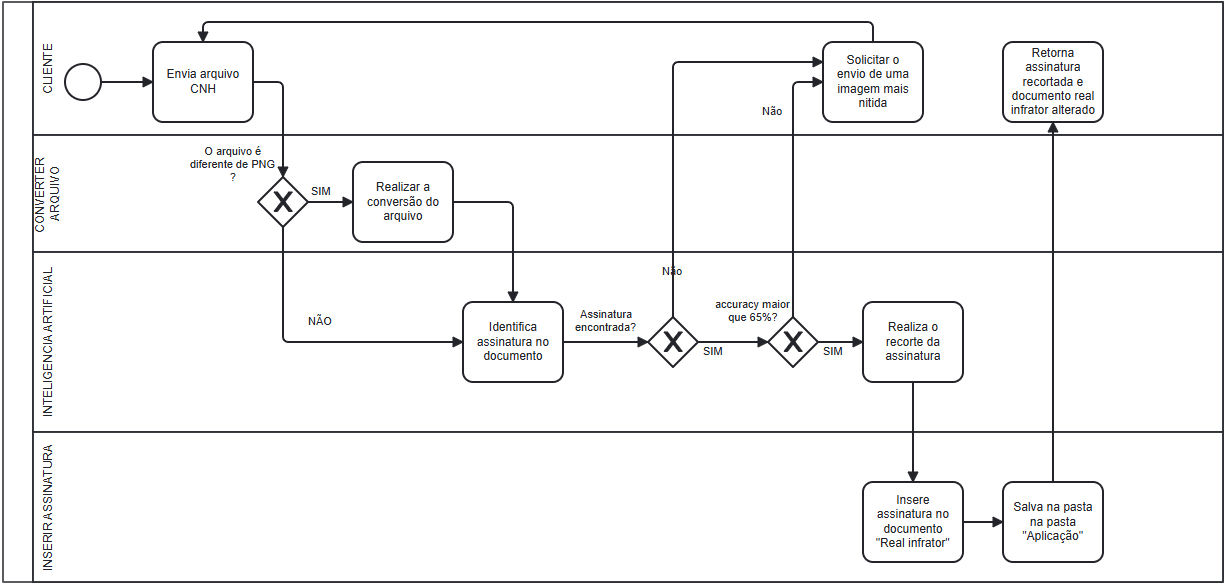 CLIENTE
Envia arquivo
CNH
Solicitar o
envio de uma
imagem mais
nitida
Retorna
assinatura
recortada e
documento real
infrator alterado
Não
CONVERTER
ARQUIVO
O arquivo é
diferente de PNG
?
SIM
Realizar a
conversão do
arquivo
INTELIGENCIA ARTIFICIAL
NÃO
Identifica
assinatura no
documento
Assinatura
encontrada?
Não
SIM
accuracy maior
que 65%?
SIM
Realiza o
recorte da
assinatura
INSERIR ASSINATURA
Insere
assinatura no
documento
"Real infrator"
Salva na pasta
na pasta
"Aplicação"